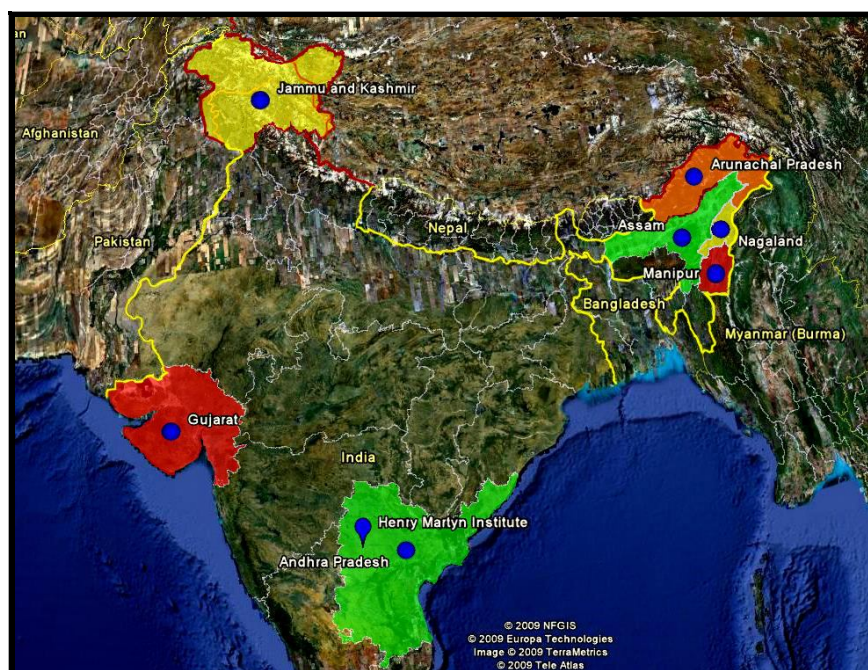 an
Jammu and Kashmir
Afghanistan
Arunachal Pradesh
Assam
Nepal
Pakistan
Nagaland
Manipur
Bangladesh
Myanmar (Burma)
Gujarat
India
Henry Martyn Institute
Andhra Pradesh
© 2009 NFGIS
© 2009 Europa Technologies
Image © 2009 TerraMetrics
© 2009 Tele Atlas